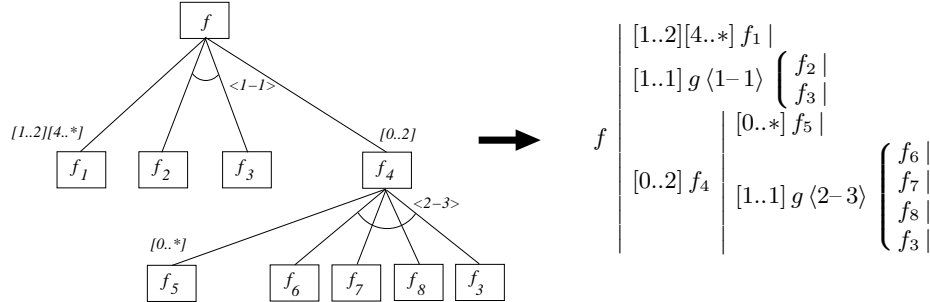 f
<1–1>
[1..2][4..*]
[0..2]
f1
f2
f3
f4
<2–3>
[0..*]
f5
f6
f7
f8
f3
[1..2][4..∗] f1 |
[1..1] g ⟨1–1⟩
f2 |
f3 |
f
[0..2] f4
[0..∗] f5 |
[1..1] g ⟨2–3⟩
f6 |
f7 |
f8 |
f3 |